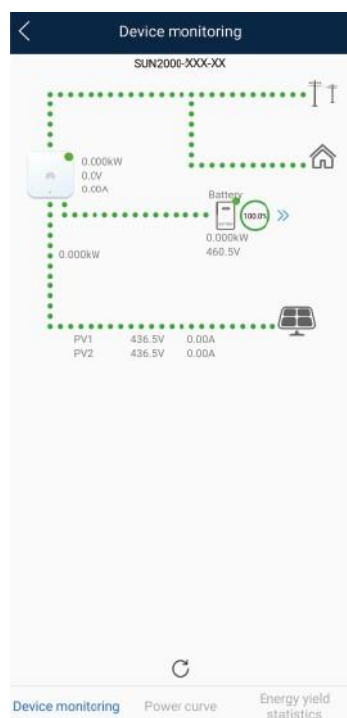 Device monitoring
SUN2000-XXX-XX
0.000kW
0.0V
0.00A
Battery
100.0%
0.000kW
460.5V
0.000kW
PV1 436.5V 0.00A
PV2 436.5V 0.00A
Device monitoring
Power curve
Energy yield
statistics